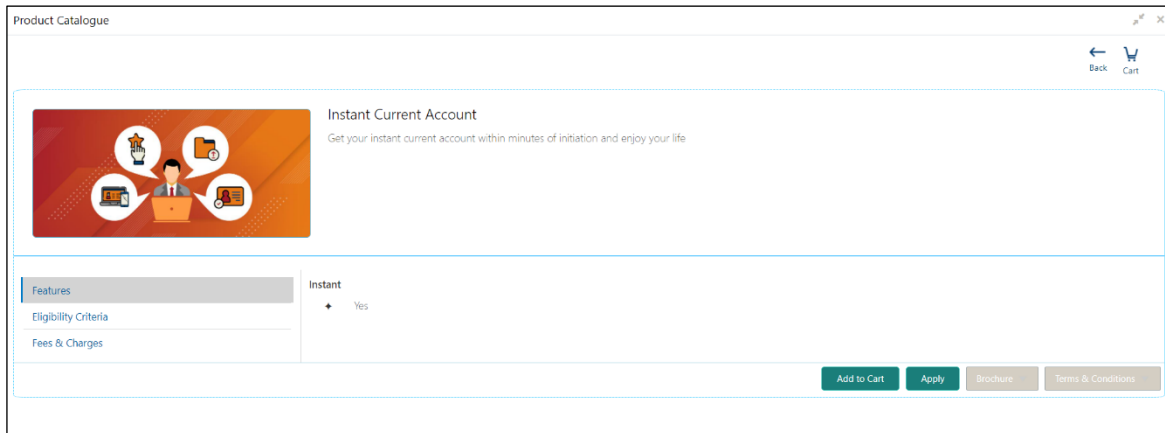 Product Catalogue
Back
Cart
Instant Current Account
Get your instant current account within minutes of initiation and enjoy your life
Features
Eligibility Criteria
Fees & Charges
Instant
Yes
Add to Cart
Apply
Brochure
Terms & Conditions